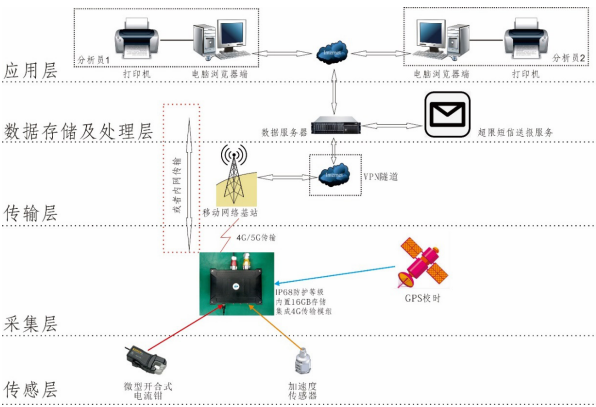 分析员1
打印机
电脑浏览器端
电脑浏览器端
打印机
分析员2
应用层
数据服务器
超限短信送报服务
数据存储及处理层
或者内网传输
VPN隧道
移动网络基站
传输层
4G/5G传输
IP68防护等级
内置16GB存储
集成4G传输模组
GPS校时
采集层
微型开合式
电流钳
加速度
传感器
传感层